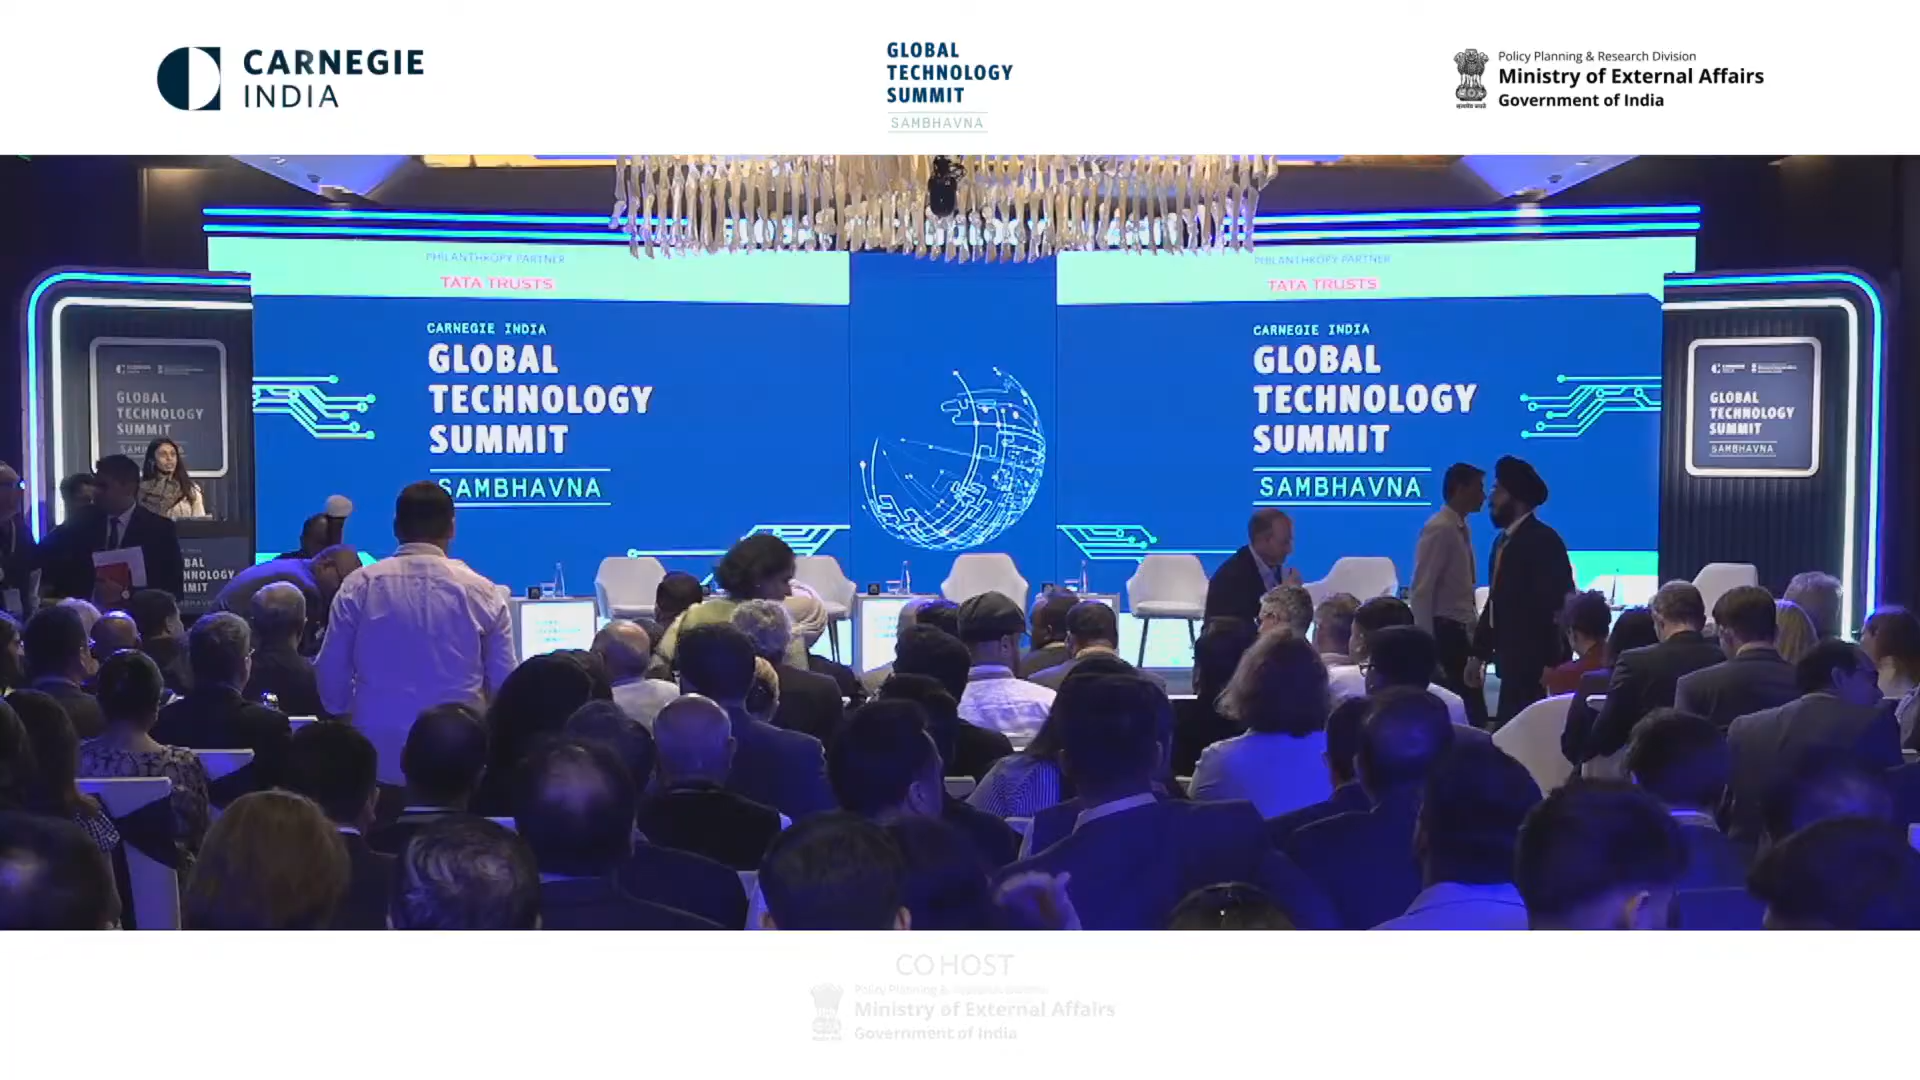 CARNEGIE
INDIA
GLOBAL
TECHNOLOGY
SUMMIT
SAMBHAVNA
Policy Planning & Research Division
Ministry of External Affairs
Government of India
PHILANTHROPY PARTNER
TATA TRUSTS
CARNEGIE INDIA
GLOBAL
TECHNOLOGY
SUMMIT
SAMBHAVNA
PHILANTHROPY PARTNER
TATA TRUSTS
CARNEGIE INDIA
GLOBAL
TECHNOLOGY
SUMMIT
SAMBHAVNA
GLOBAL
TECHNOLOGY
SUMMIT
GLOBAL
TECHNOLOGY
SUMMIT
SAMBHAVNA
CO HOST
Policy Planning &
Ministry of External Affairs
Government of India